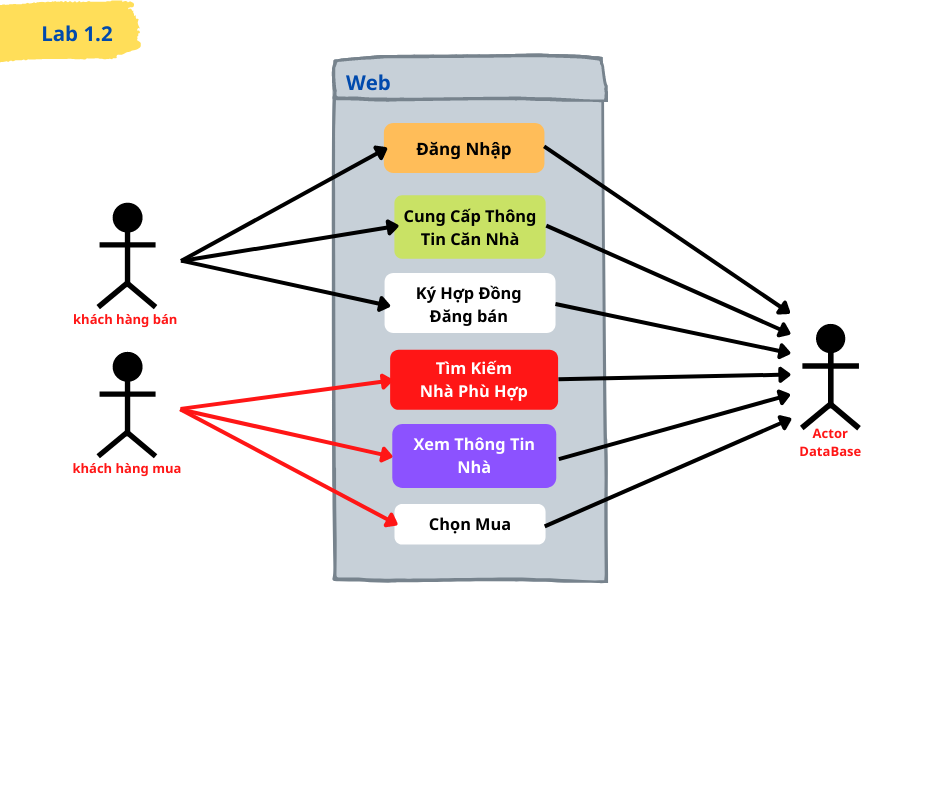 Lab 1.2
Web
Đăng Nhập
Cung Cấp Thông
Tin Căn Nhà
Ký Hợp Đồng
Đăng bán
Tìm Kiếm
Nhà Phù Hợp
Xem Thông Tin
Nhà
Chọn Mua
khách hàng bán
khách hàng mua
Actor
DataBase